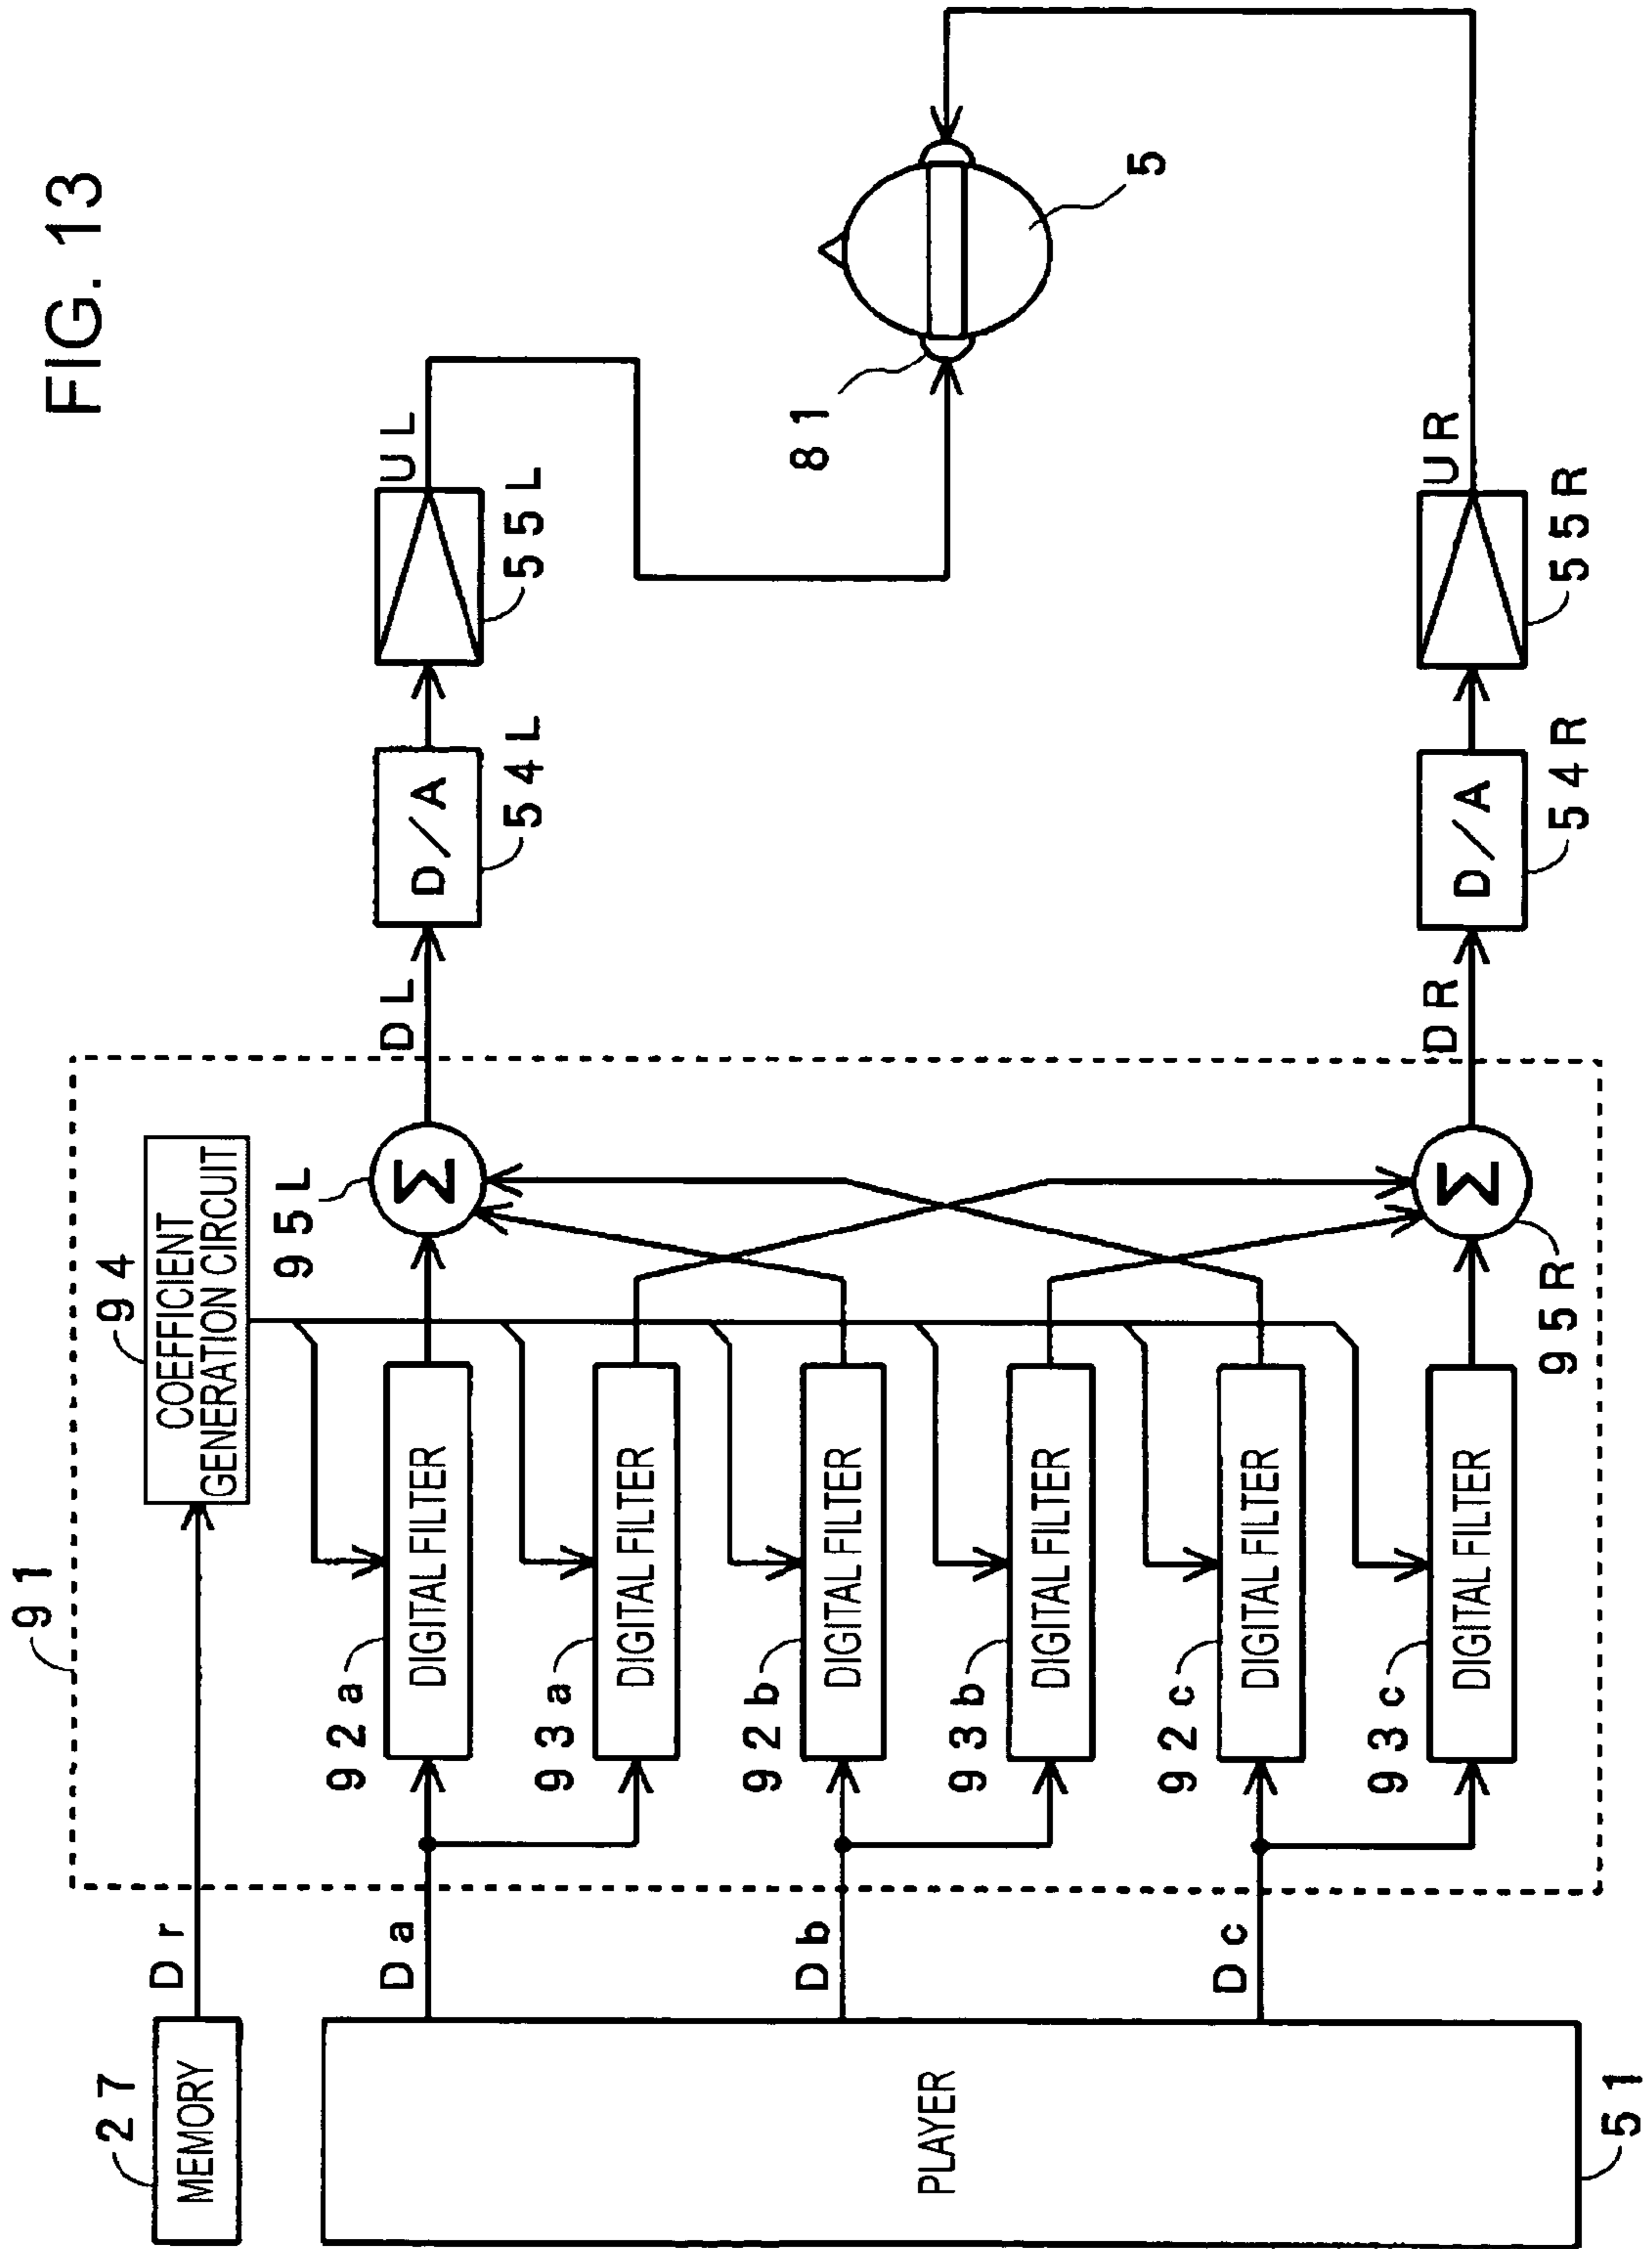 FIG. 13
91
27
MEMORY
Dr
94
COEFFICIENT
GENERATION CIRCUIT
PLAYER
51
Da
Db
Dc
92a
DIGITAL FILTER
93a
DIGITAL FILTER
92b
DIGITAL FILTER
93b
DIGITAL FILTER
92c
DIGITAL FILTER
93c
DIGITAL FILTER
95L
Σ
95R
Σ
DL
D/A
54L
UL
55L
DR
D/A
54R
UR
55R
81
5